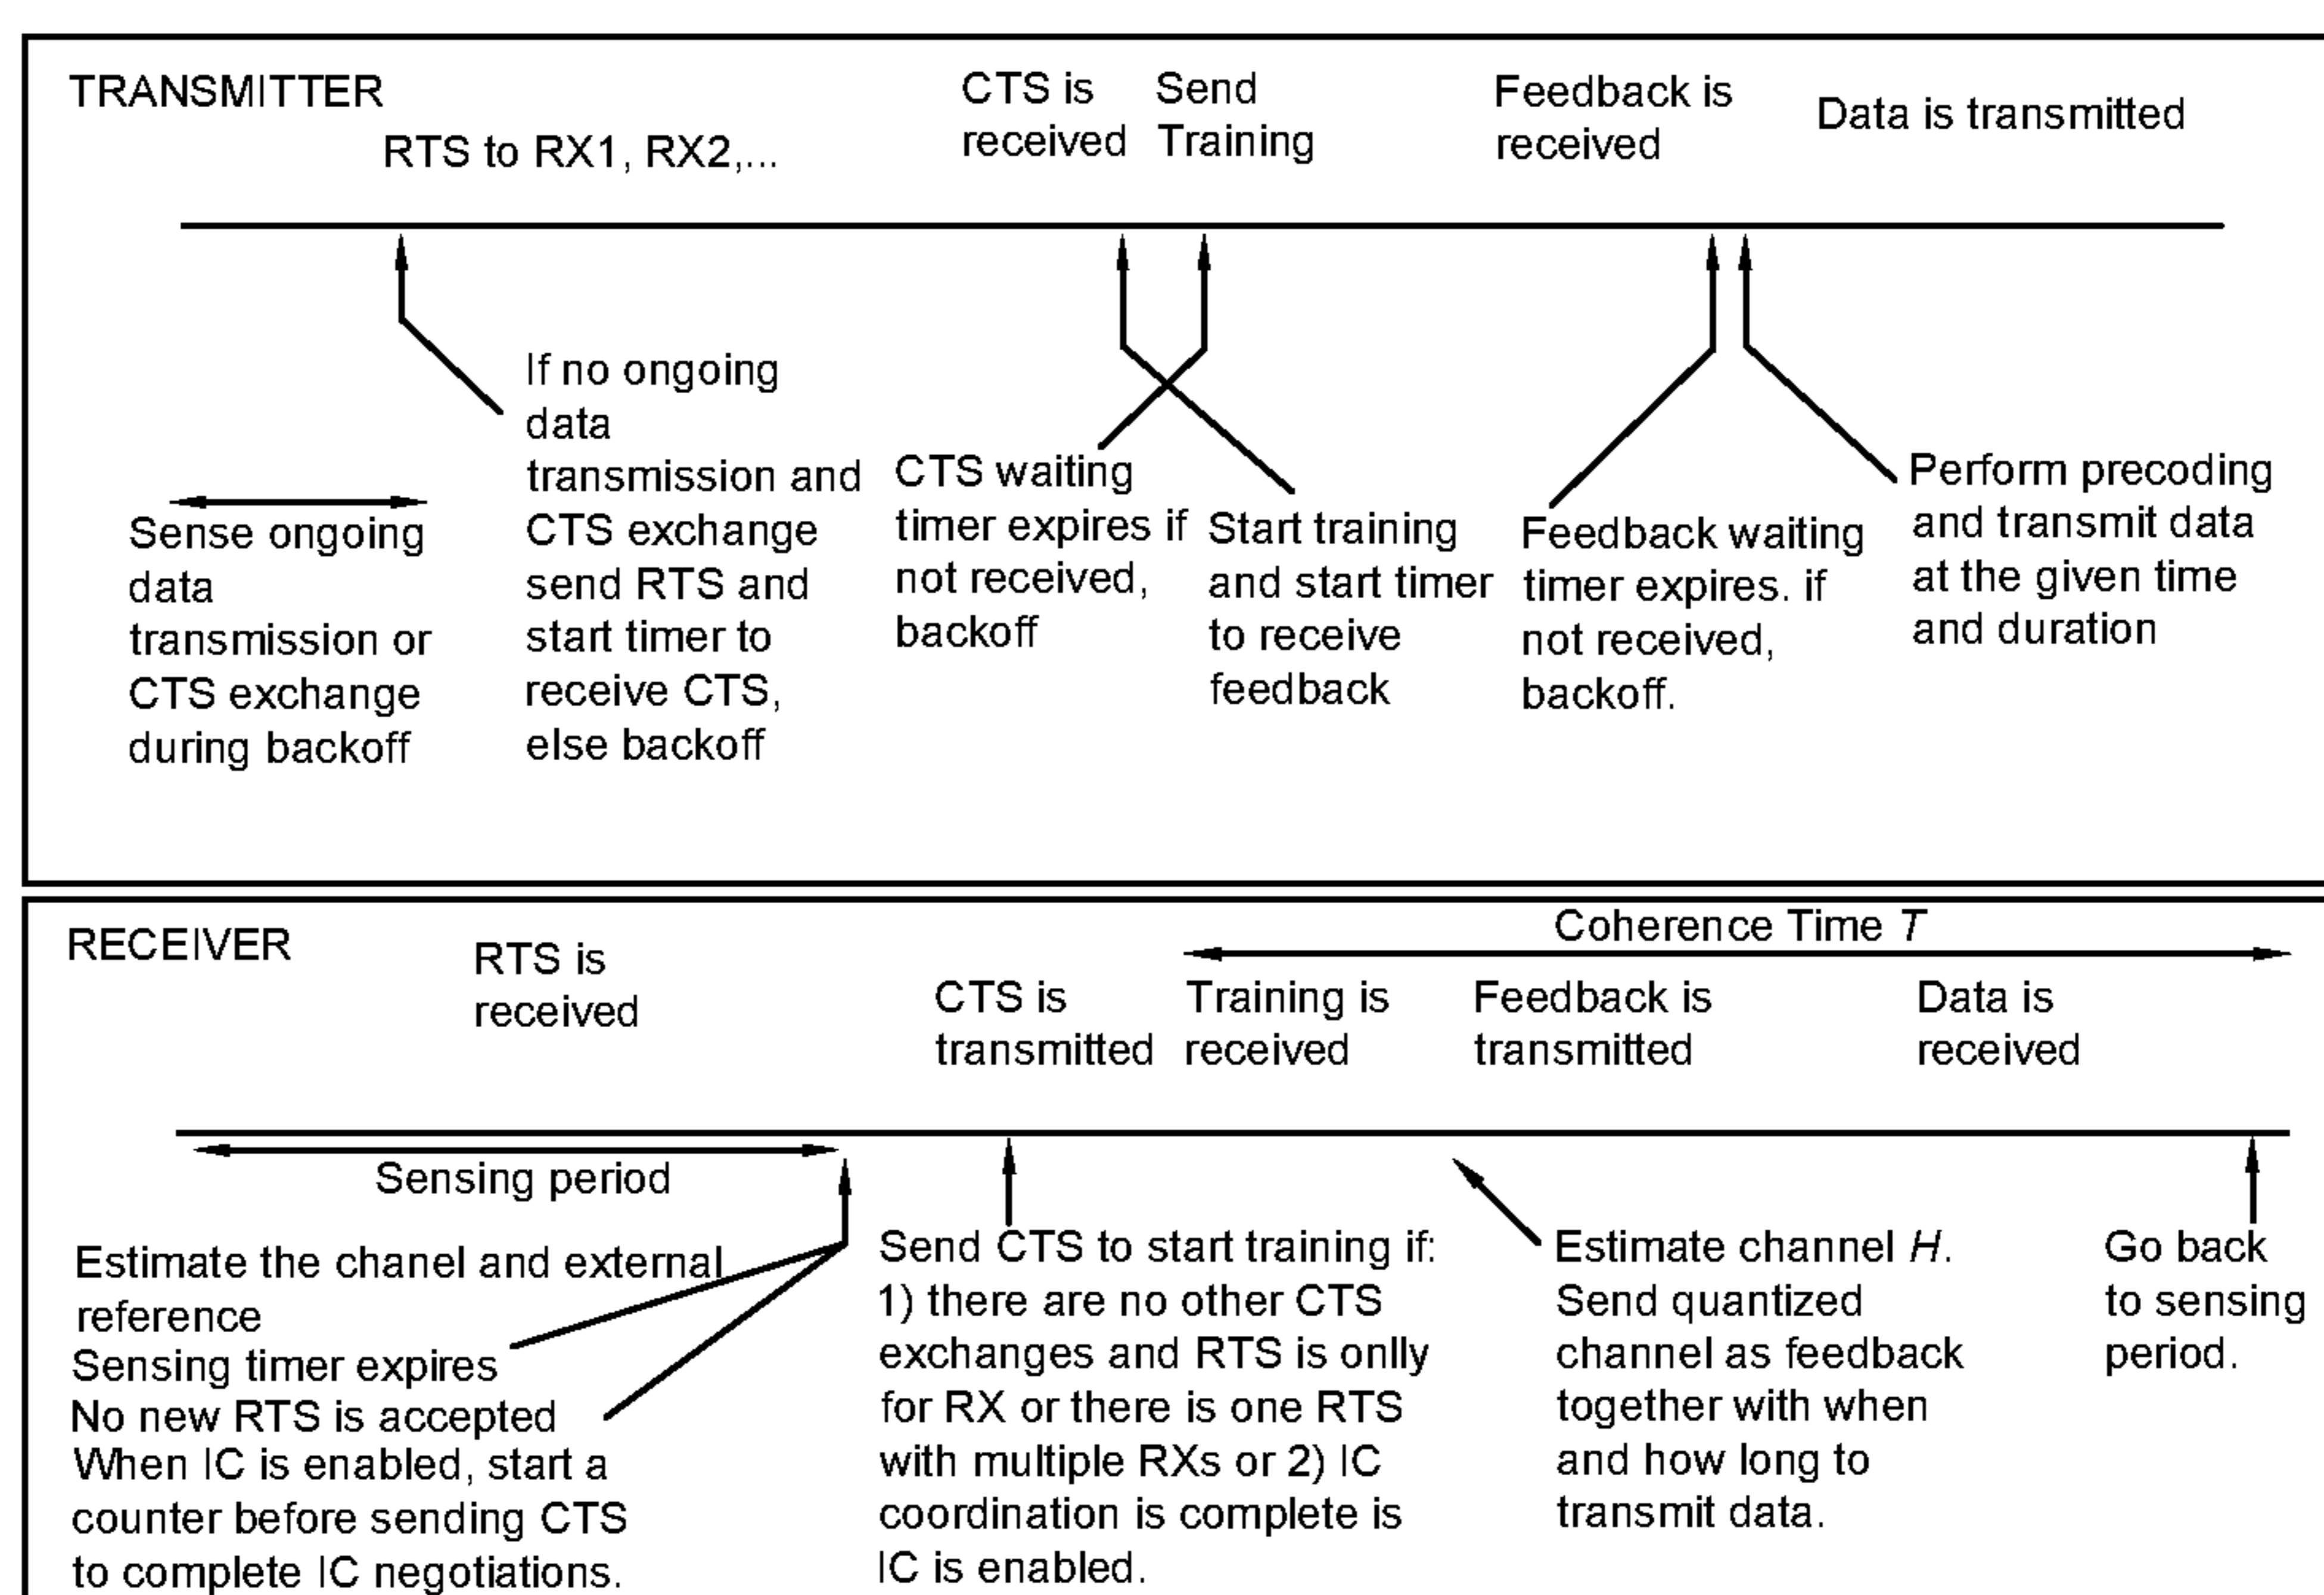 TRANSMITTER
RTS to RX1, RX2,...
CTS is
received
Send
Training
Feedback is
received
Data is transmitted
Sense ongoing
data
transmission or
CTS exchange
during backoff
If no ongoing
data
transmission and
CTS exchange
send RTS and
start timer to
receive CTS,
else backoff
CTS waiting
timer expires if
not received,
backoff
Start training
and start timer
to receive
feedback
Feedback waiting
timer expires. if
not received,
backoff.
Perform precoding
and transmit data
at the given time
and duration
RECEIVER
Coherence Time T
RTS is
received
CTS is
transmitted
Training is
received
Feedback is
transmitted
Data is
received
Sensing period
Estimate the chanel and external
reference
Sensing timer expires
No new RTS is accepted
When IC is enabled, start a
counter before sending CTS
to complete IC negotiations.
Send CTS to start training if:
1) there are no other CTS
exchanges and RTS is onlly
for RX or there is one RTS
with multiple RXs or 2) IC
coordination is complete is
IC is enabled.
Estimate channel H.
Send quantized
channel as feedback
together with when
and how long to
transmit data.
Go back
to sensing
period.